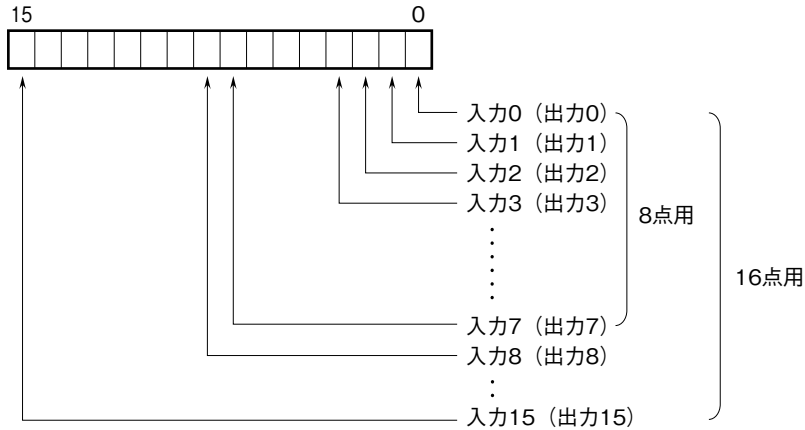 15 0
入力0（出力0）
入力1（出力1）
入力2（出力2）
入力3（出力3）
8点用
16点用
入力7（出力7）
入力8（出力8）
入力15（出力15）